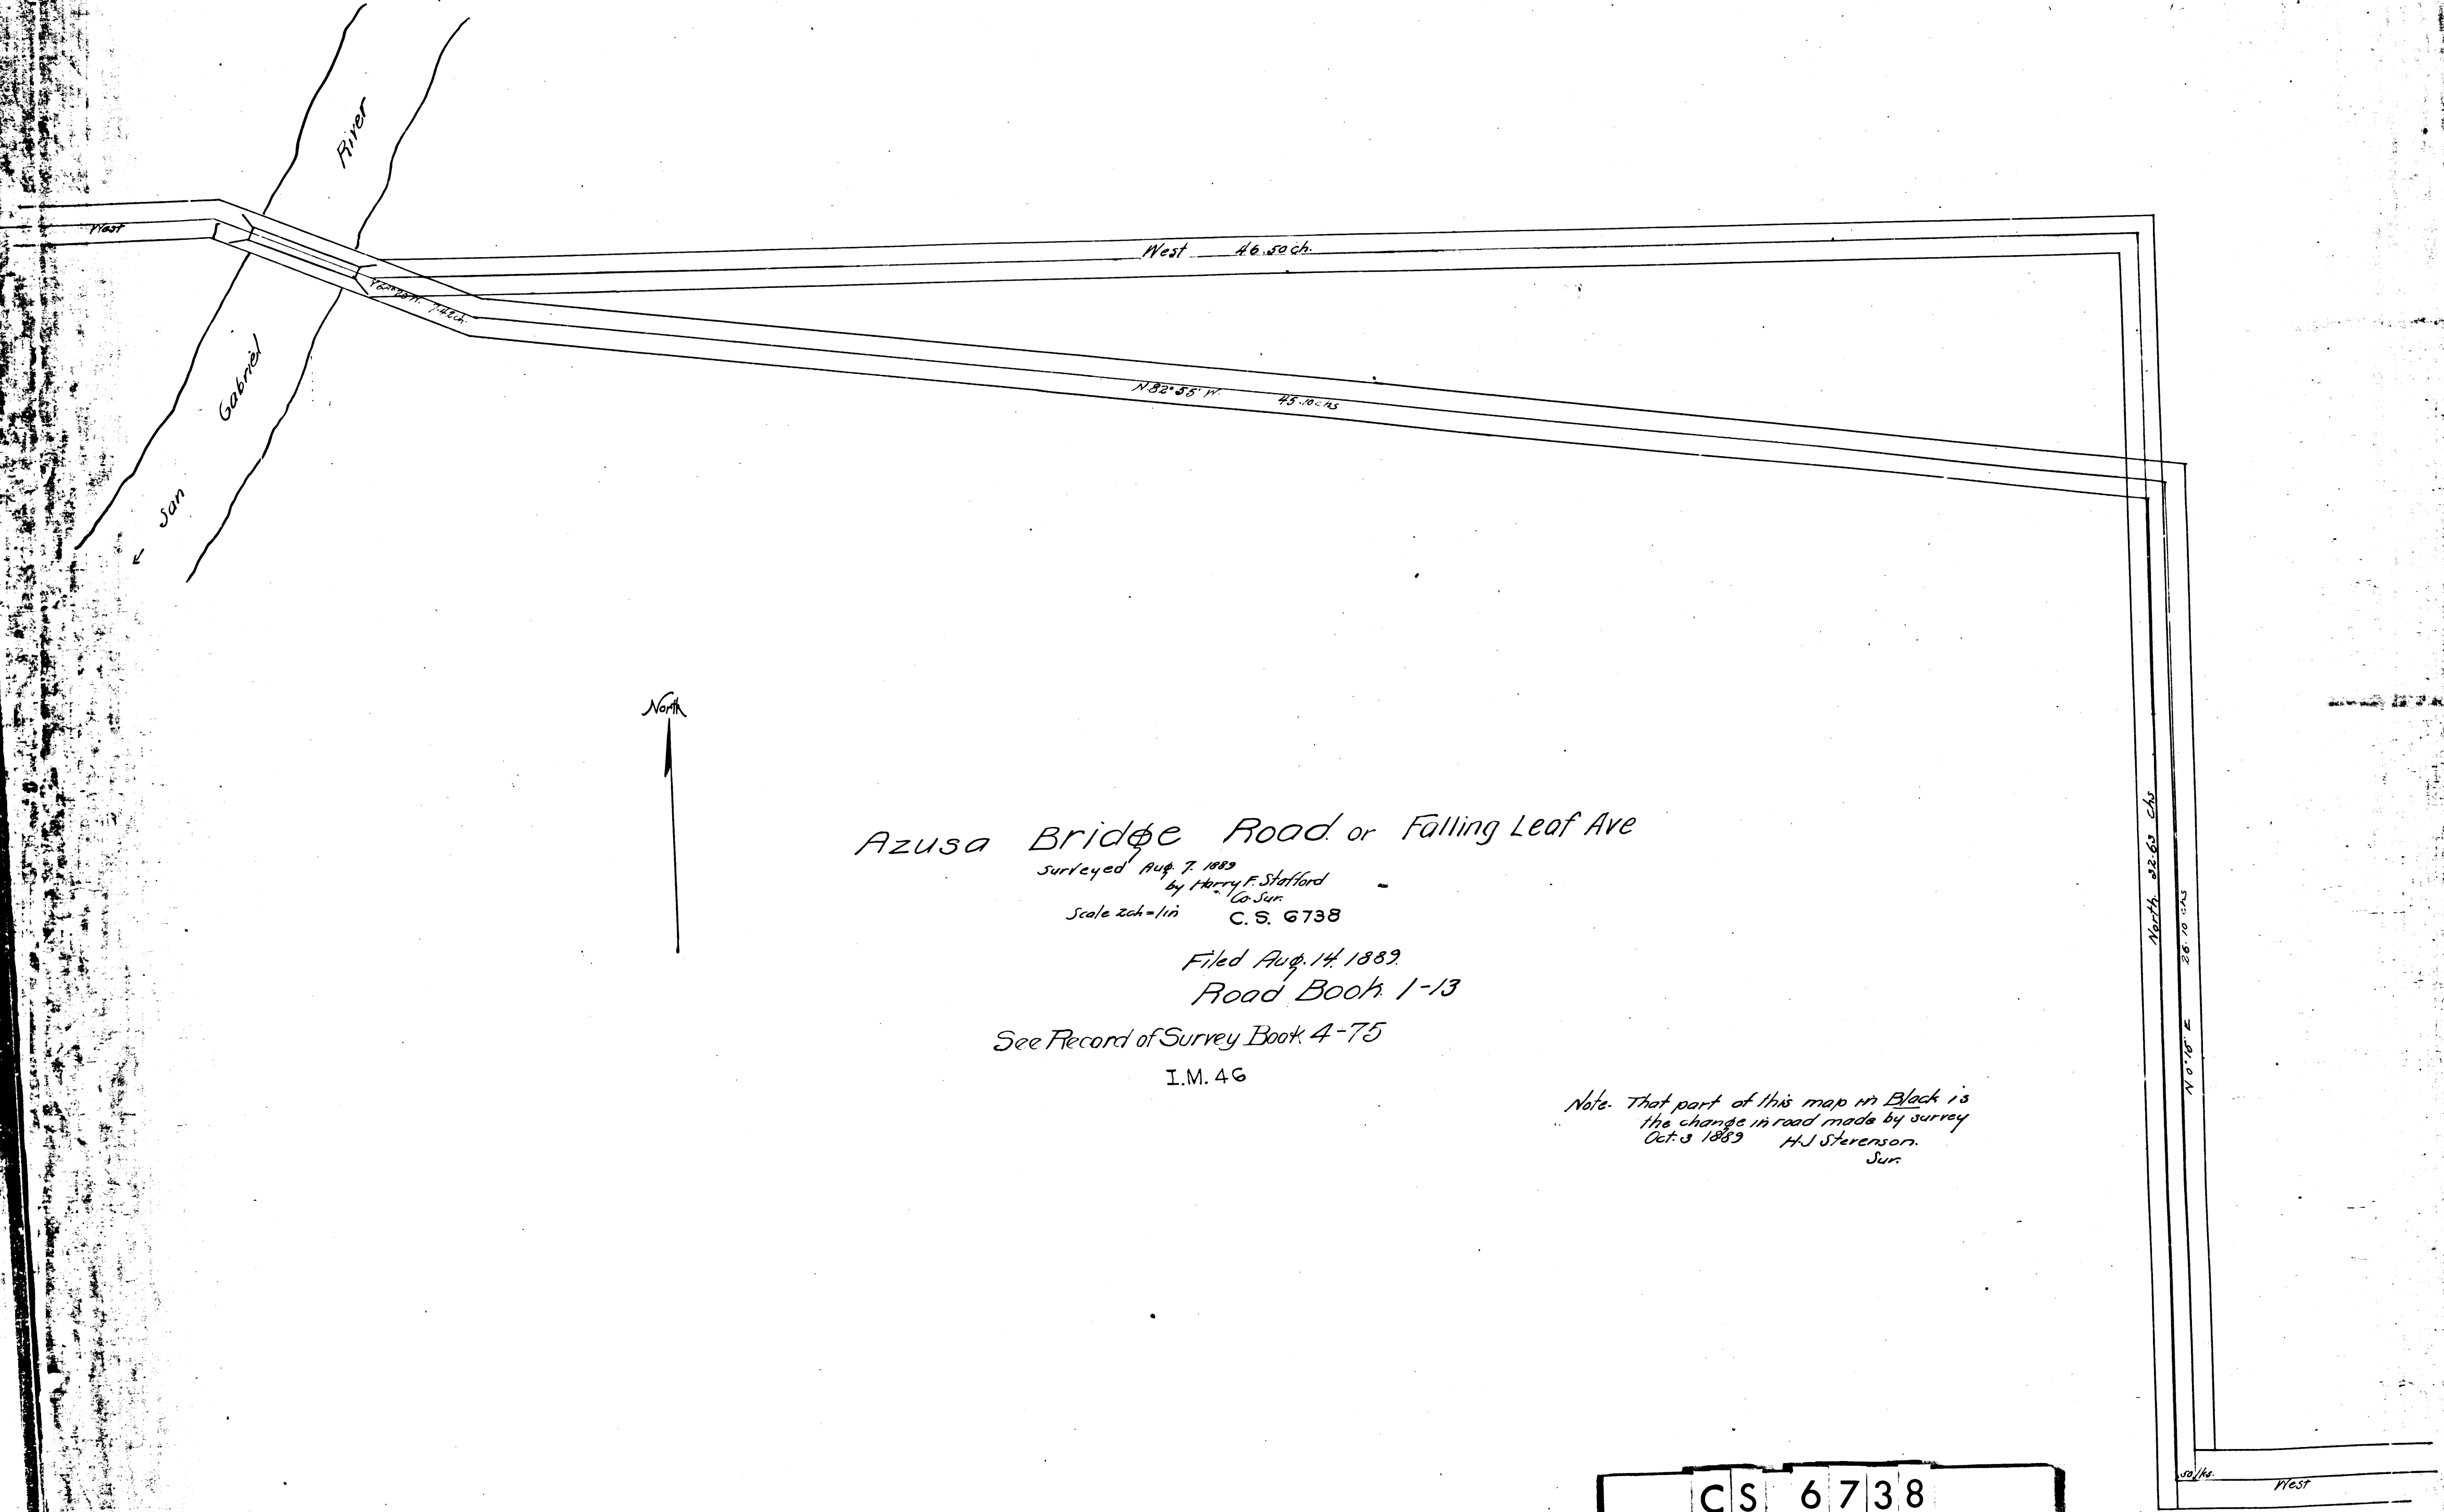 River
West
West 46.50 ch.
7.42 ch.
Gabriel
N 82° 55' W. 45.10 chs
San
North
Azusa Bridge Road. or Falling Leaf Ave
Surveyed Aug. 7. 1889
by Harry F. Stafford
Co. Sur.
Scale 2ch = 1in C.S. 6738
Filed Aug. 14, 1889.
Road Book 1-13
See Record of Survey Book 4-75
I.M. 46
North. 32.63 Chs
N 0° 16' E 26.10 chs
Note- That part of this map in Black is
the change in road made by survey
Oct. 3 1889 H.J Stevenson.
Sur.
50 lks.
West
CS 6738